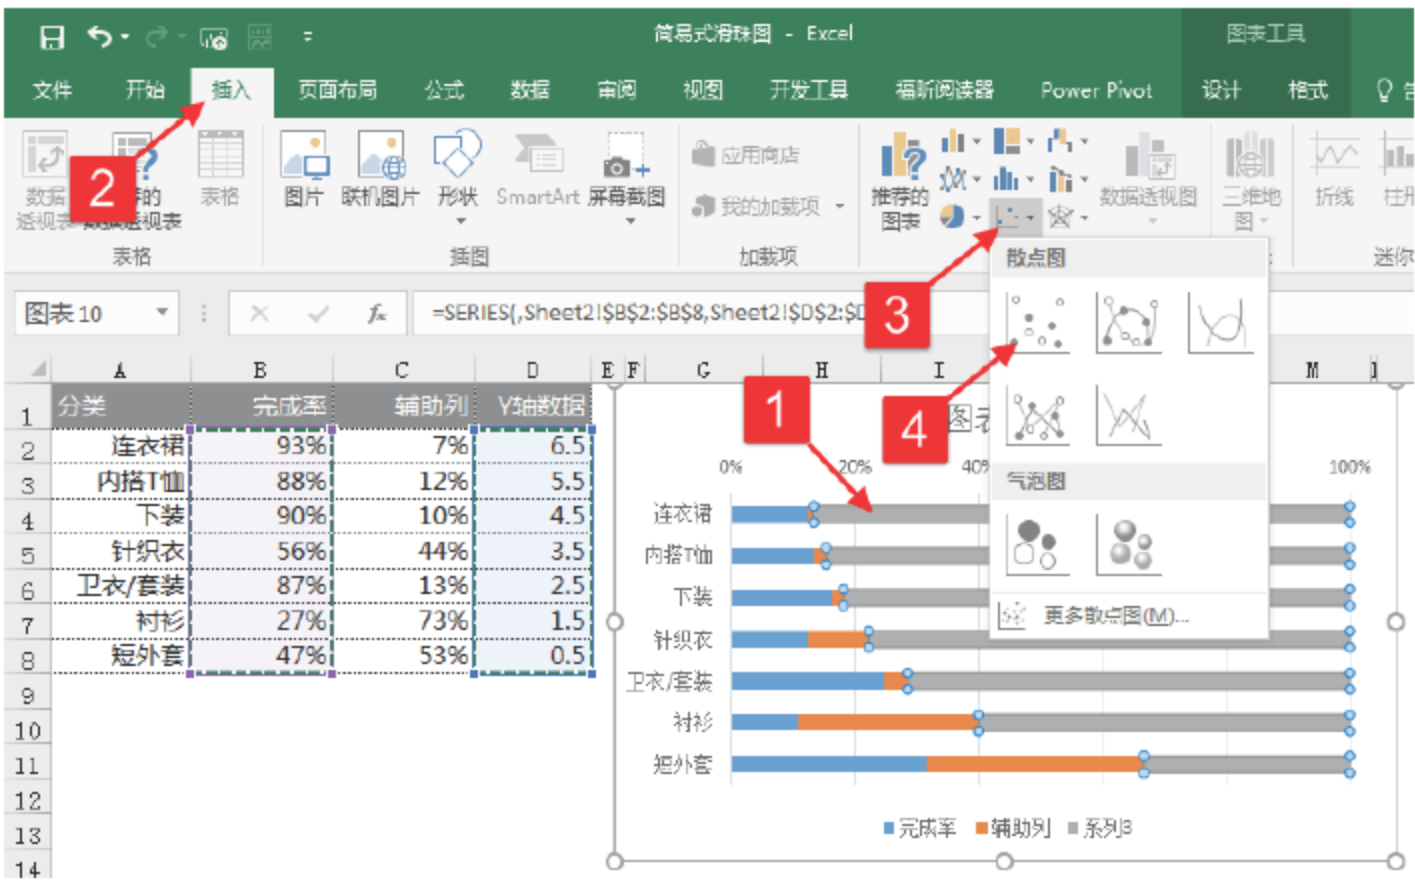 简易式滑珠图 - Excel
图表工具
文件 开始 插入 页面布局 公式 数据 审阅 视图 开发工具 福昕阅读器 Power Pivot 设计 格式
2
数据
透视表
荐的
数据透视表
表格
表格
图片
联机图片
形状
SmartArt
屏幕截图
插图
应用商店
我的加载项
加载项
推荐的
图表
数据透视图
三维地
图
折线
柱形
迷你
3
散点图
4
气泡图
更多散点图(M)...
图表 10
fx
=SERIES(,Sheet2!$B$2:$B$8,Sheet2!$D$2:$D
A B C D E F G H I M
1 分类 完成率 辅助列 Y轴数据
2 连衣裙 93% 7% 6.5
3 内搭T恤 88% 12% 5.5
4 下装 90% 10% 4.5
5 针织衣 56% 44% 3.5
6 卫衣/套装 87% 13% 2.5
7 衬衫 27% 73% 1.5
8 短外套 47% 53% 0.5
9
10
11
12
13
14
1
图表
0% 20% 40% 100%
连衣裙
内搭T恤
下装
针织衣
卫衣/套装
衬衫
短外套
完成率 辅助列 系列3